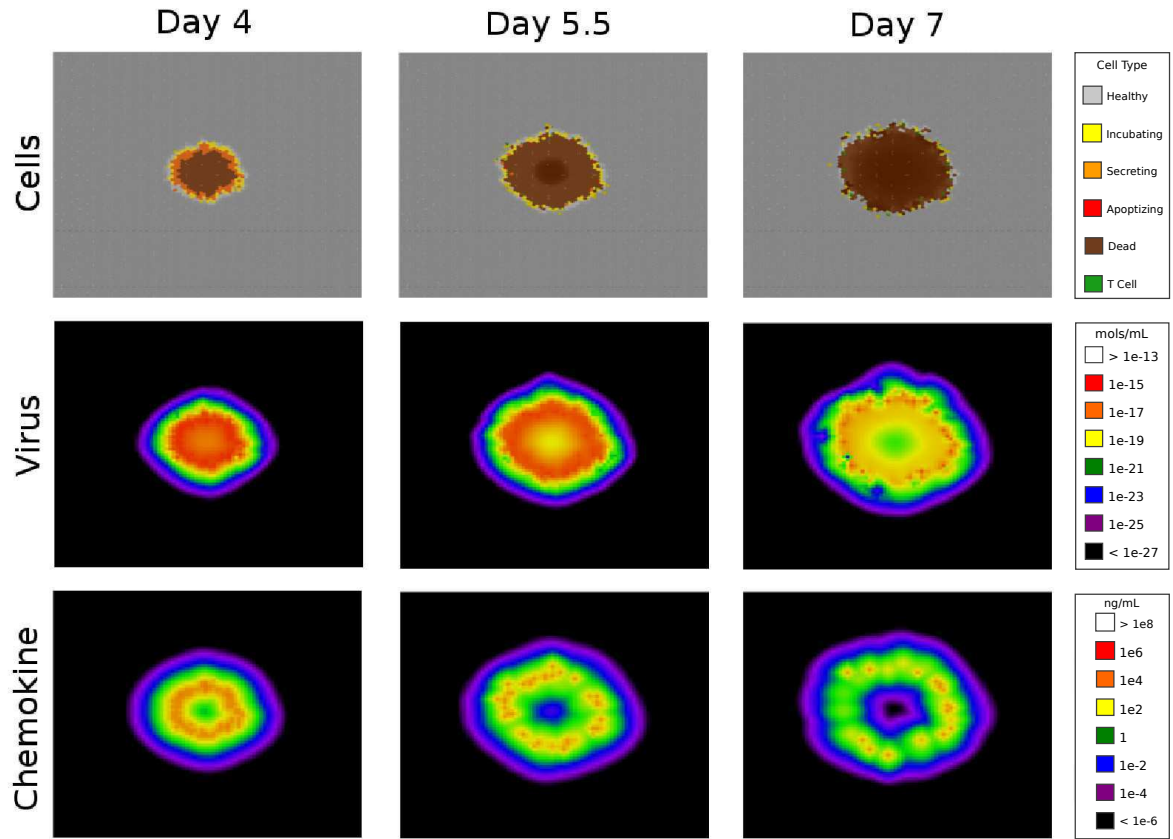 Day 4
Day 5.5
Day 7
Cells
Cell Type
Healthy
Incubating
Secreting
Apoptizing
Dead
T Cell
Virus
mols/mL
> 1e-13
1e-15
1e-17
1e-19
1e-21
1e-23
1e-25
< 1e-27
Chemokine
ng/mL
> 1e8
1e6
1e4
1e2
1
1e-2
1e-4
< 1e-6